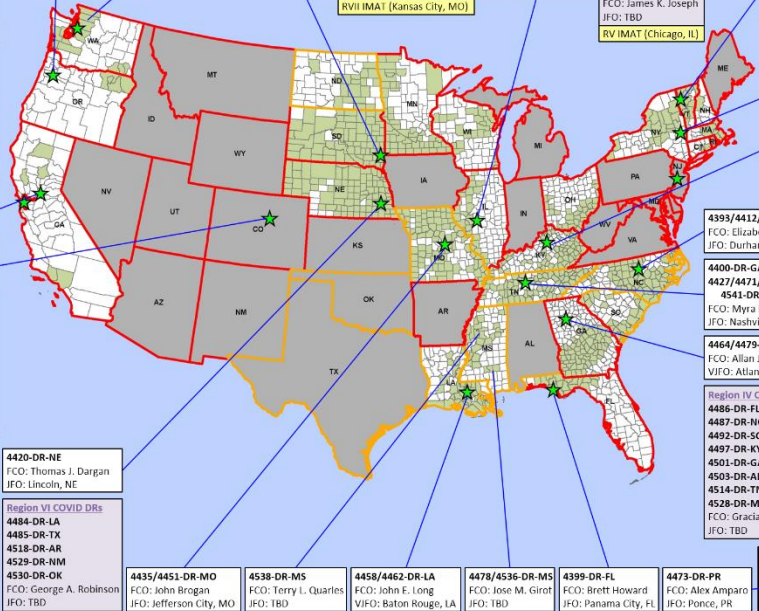 RVII IMAT (Kansas City, MO)
FCO: James K. Joseph
JFO: TBD
RV IMAT (Chicago, IL)
WA
MT
ND
MN
ME
OR
ID
SD
WI
MI
NY
NH
MA
CT
WY
NE
IA
PA
NJ
NV
UT
CO
IL
IN
OH
WV
MD
VA
CA
KS
MO
KY
NC
AZ
NM
OK
AR
TN
SC
TX
LA
MS
AL
GA
FL
4393/4412/
FCO: Elizab
JFO: Durha
4400-DR-GA
4427/4471/
4541-DR
FCO: Myra
JFO: Nashvi
4464/4479-
FCO: Allan J
VJFO: Atlan
Region IV C
4486-DR-FL
4487-DR-NC
4492-DR-SC
4497-DR-KY
4501-DR-GA
4503-DR-AL
4514-DR-TN
4528-DR-M
FCO: Gracia
JFO: TBD
4420-DR-NE
FCO: Thomas J. Dargan
JFO: Lincoln, NE
Region VI COVID DRs
4484-DR-LA
4485-DR-TX
4518-DR-AR
4529-DR-NM
4530-DR-OK
FCO: George A. Robinson
JFO: TBD
4435/4451-DR-MO
FCO: John Brogan
JFO: Jefferson City, MO
4538-DR-MS
FCO: Terry L. Quarles
JFO: TBD
4458/4462-DR-LA
FCO: John E. Long
VJFO: Baton Rouge, LA
4478/4536-DR-MS
FCO: Jose M. Girot
JFO: TBD
4399-DR-FL
FCO: Brett Howard
JFO: Panama City, FL
4473-DR-PR
FCO: Alex Amparo
JFO: Ponce, PR